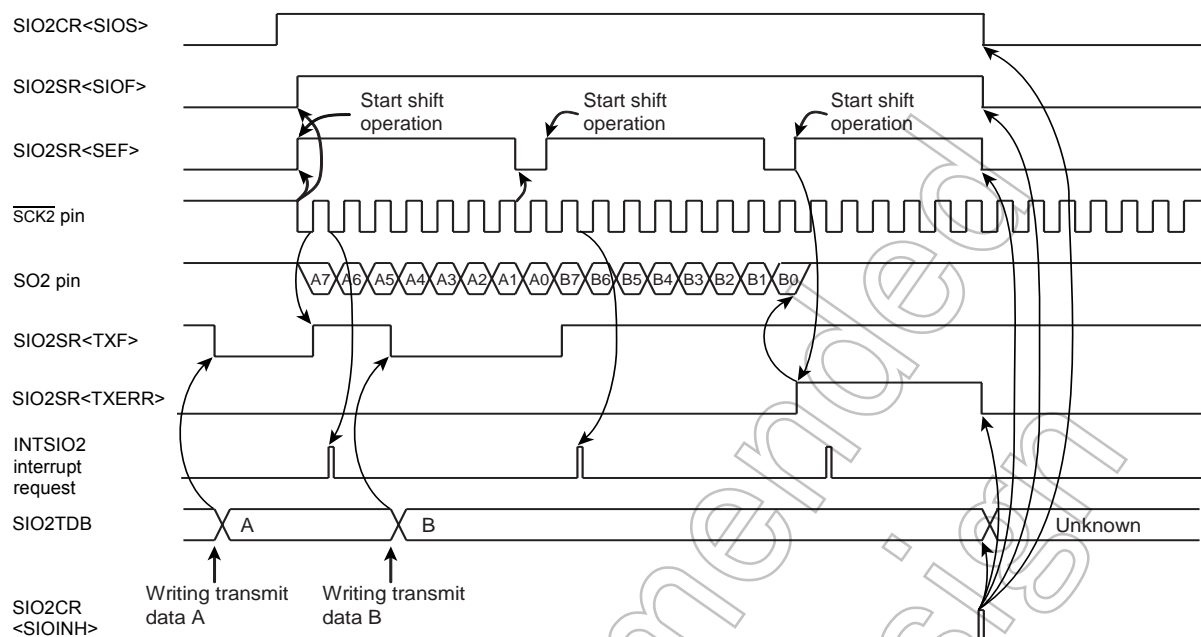 SIO2CR<SIOS>
SIO2SR<SIOF>
Start shift
operation
Start shift
operation
Start shift
operation
SIO2SR<SEF>
SCK2 pin
SO2 pin
A7 A6 A5 A4 A3 A2 A1 A0 B7 B6 B5 B4 B3 B2 B1 B0
SIO2SR<TXF>
SIO2SR<TXERR>
INTSIO2
interrupt
request
SIO2TDB
A
B
Unknown
Writing transmit
data A
Writing transmit
data B
SIO2CR
<SIOINH>
mended
sign